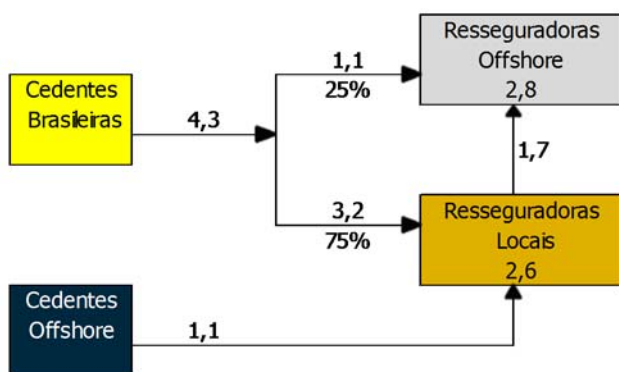 Cedentes
Brasileiras
4,3
1,1
25%
Resseguradoras
Offshore
2,8
1,7
3,2
75%
Resseguradoras
Locais
2,6
Cedentes
Offshore
1,1